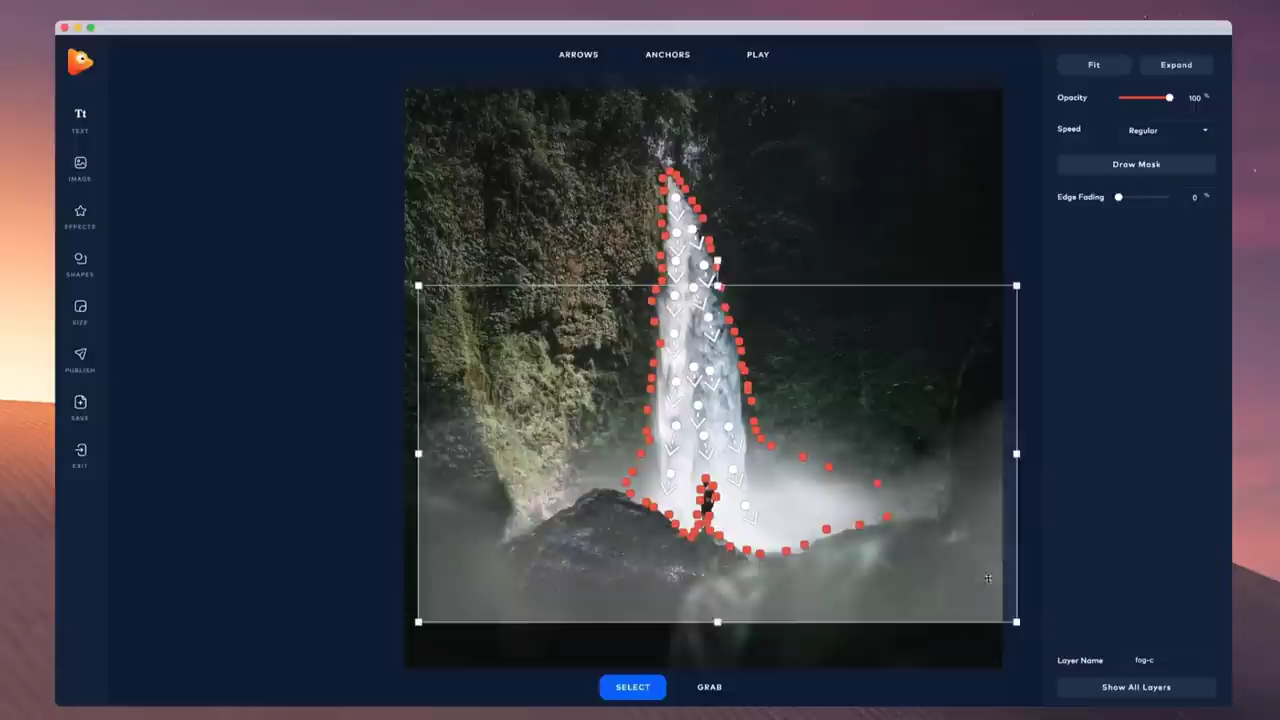 ARROWS
ANCHORS
PLAY
Fit
Expand
Opacity
100 %
Speed
Regular
Draw Mask
Edge Fading
0 %
Tt
TEXT
IMAGE
EFFECTS
SHAPES
SIZE
PUBLISH
SAVE
EXIT
Layer Name
fog-c
Show All Layers
SELECT
GRAB